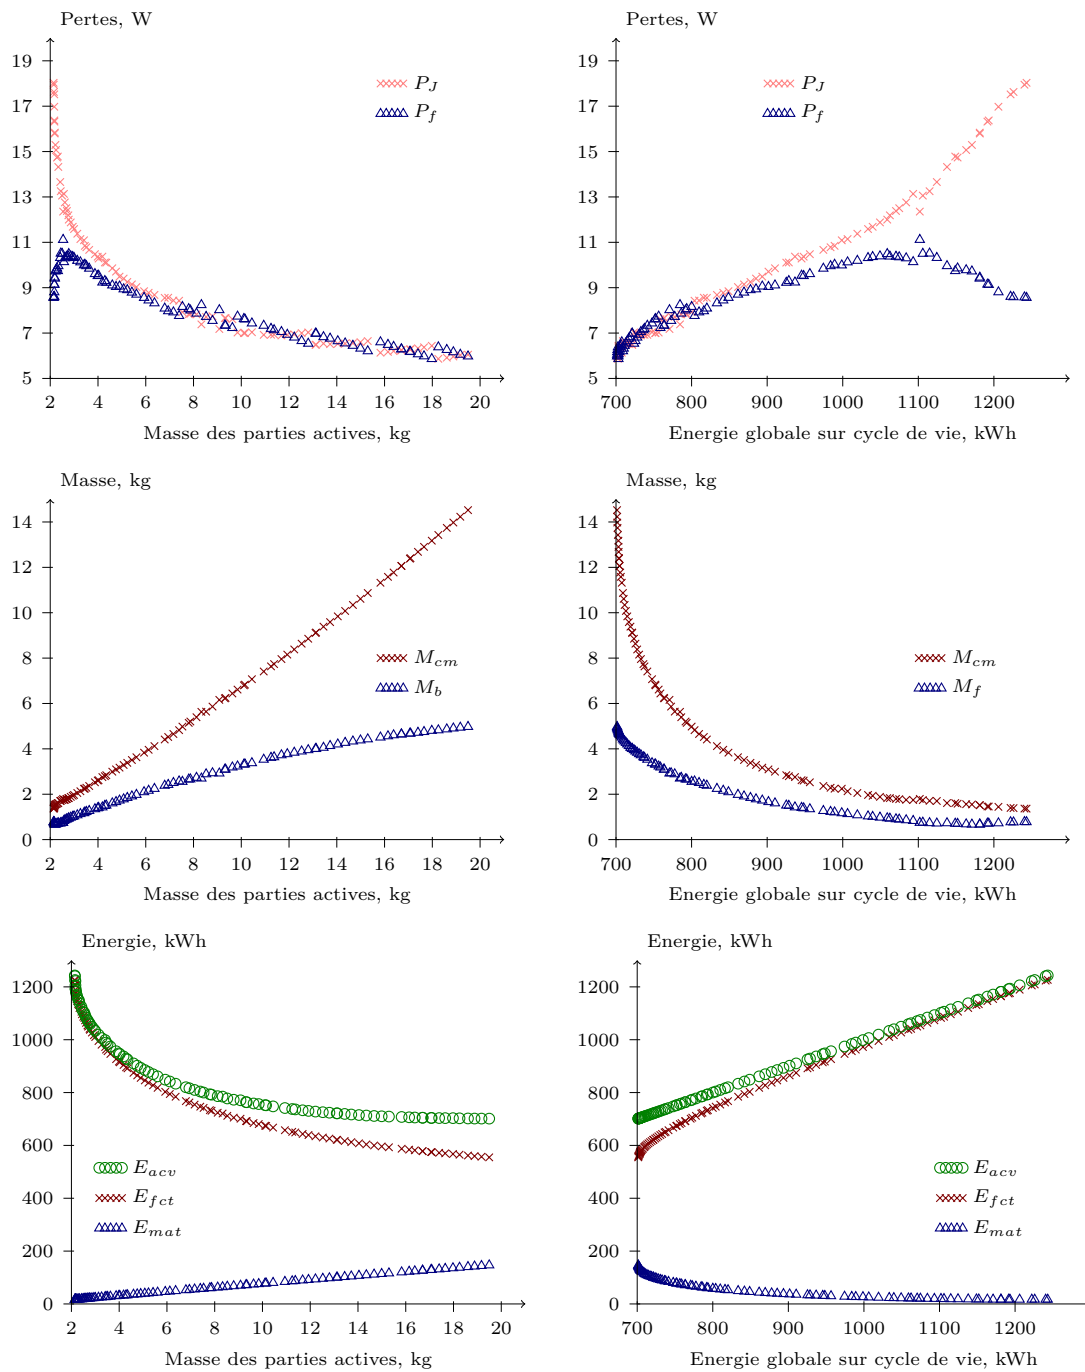 Pertes, W
19
17
15
13
11
9
7
5
2 4 6 8 10 12 14 16 18 20
Masse des parties actives, kg
P_J
P_f
Pertes, W
19
17
15
13
11
9
7
5
700 800 900 1000 1100 1200
Energie globale sur cycle de vie, kWh
P_J
P_f
Masse, kg
14
12
10
8
6
4
2
0
2 4 6 8 10 12 14 16 18 20
Masse des parties actives, kg
M_cm
M_b
Masse, kg
14
12
10
8
6
4
2
0
700 800 900 1000 1100 1200
Energie globale sur cycle de vie, kWh
M_cm
M_f
Energie, kWh
1200
1000
800
600
400
200
0
2 4 6 8 10 12 14 16 18 20
Masse des parties actives, kg
E_acv
E_fct
E_mat
Energie, kWh
1200
1000
800
600
400
200
0
700 800 900 1000 1100 1200
Energie globale sur cycle de vie, kWh
E_acv
E_fct
E_mat